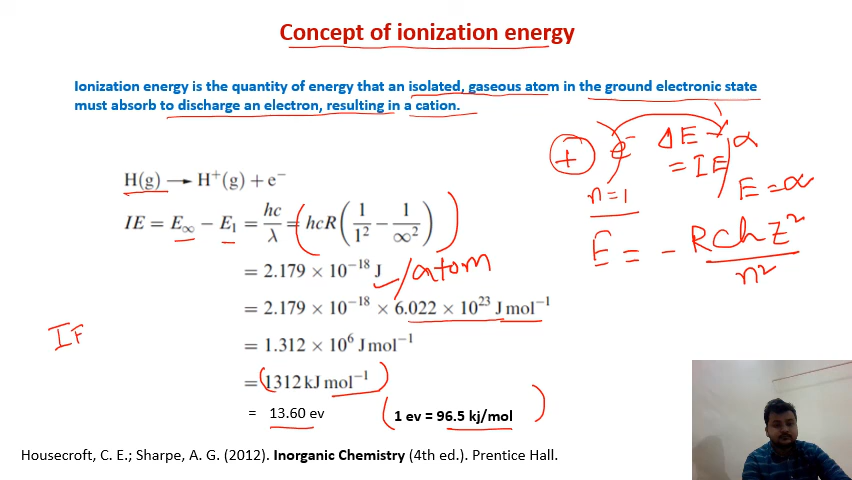 Concept of ionization energy
Ionization energy is the quantity of energy that an isolated, gaseous atom in the ground electronic state
must absorb to discharge an electron, resulting in a cation.
+ e⁻ ΔE → α
= IE
n=1
E = α
E = - RchZ² / n²
H(g) ⟶ H⁺(g) + e⁻
IE = E∞ − E₁ = hc/λ = hcR(1/1² − 1/∞²)
= 2.179 × 10⁻¹⁸ J /atom
= 2.179 × 10⁻¹⁸ × 6.022 × 10²³ J mol⁻¹
IE
= 1.312 × 10⁶ J mol⁻¹
= 1312 kJ mol⁻¹
= 13.60 ev (1 ev = 96.5 kj/mol)
Housecroft, C. E.; Sharpe, A. G. (2012). Inorganic Chemistry (4th ed.). Prentice Hall.